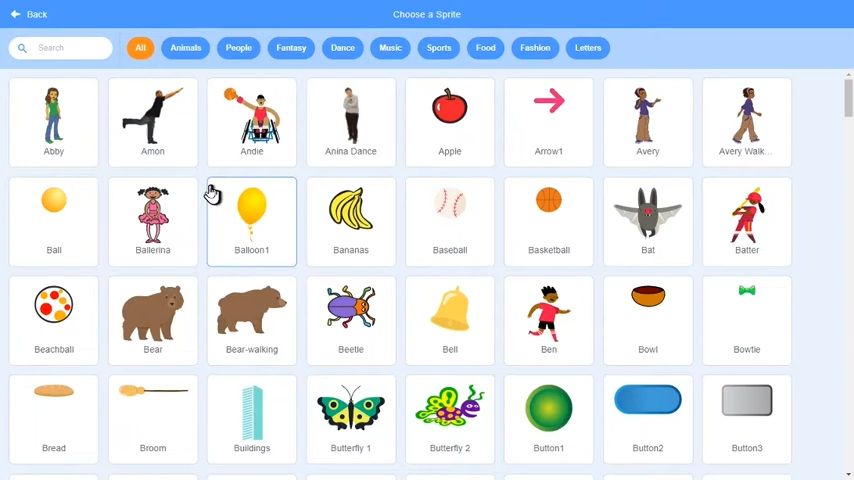 Back
Choose a Sprite
Search
All
Animals
People
Fantasy
Dance
Music
Sports
Food
Fashion
Letters
Abby
Amon
Andie
Anina Dance
Apple
Arrow1
Avery
Avery Walk...
Ball
Ballerina
Balloon1
Bananas
Baseball
Basketball
Bat
Batter
Beachball
Bear
Bear-walking
Beetle
Bell
Ben
Bowl
Bowtie
Bread
Broom
Buildings
Butterfly 1
Butterfly 2
Button1
Button2
Button3